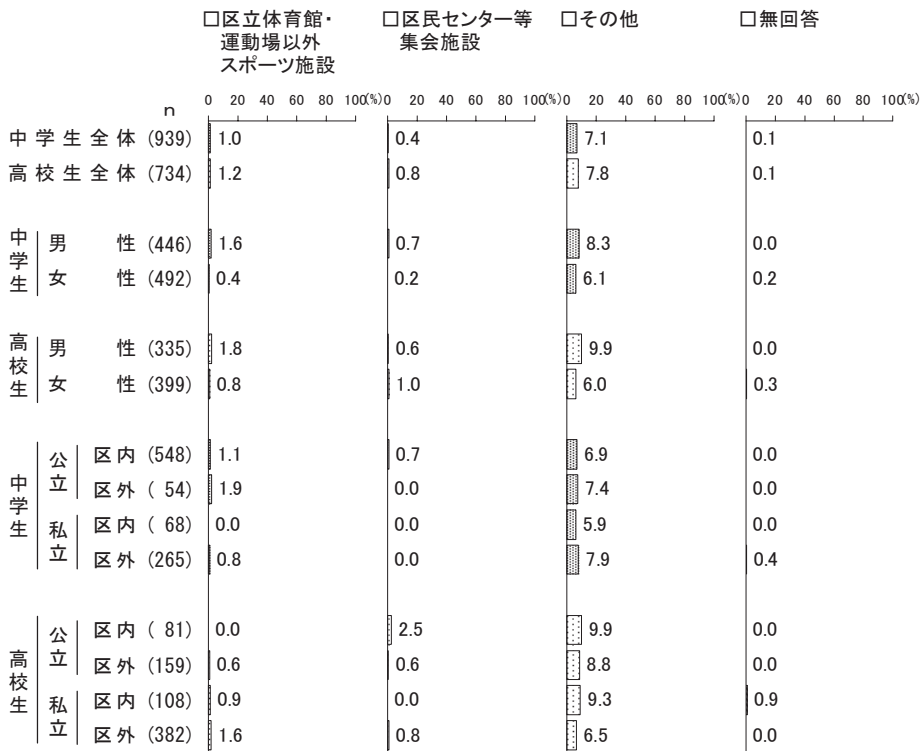 □区立体育館・ □区民センター等 □その他 □無回答
運動場以外 集会施設
スポーツ施設
n 0 20 40 60 80 100(%) 0 20 40 60 80 100(%) 0 20 40 60 80 100(%) 0 20 40 60 80 100(%)
中学生全体 (939) 1.0 0.4 7.1 0.1
高校生全体 (734) 1.2 0.8 7.8 0.1
中学生
男性 (446) 1.6 0.7 8.3 0.0
女性 (492) 0.4 0.2 6.1 0.2
高校生
男性 (335) 1.8 0.6 9.9 0.0
女性 (399) 0.8 1.0 6.0 0.3
中学生
公立
区内 (548) 1.1 0.7 6.9 0.0
区外 ( 54) 1.9 0.0 7.4 0.0
私立
区内 ( 68) 0.0 0.0 5.9 0.0
区外 (265) 0.8 0.0 7.9 0.4
高校生
公立
区内 ( 81) 0.0 2.5 9.9 0.0
区外 (159) 0.6 0.6 8.8 0.0
私立
区内 (108) 0.9 0.0 9.3 0.9
区外 (382) 1.6 0.8 6.5 0.0